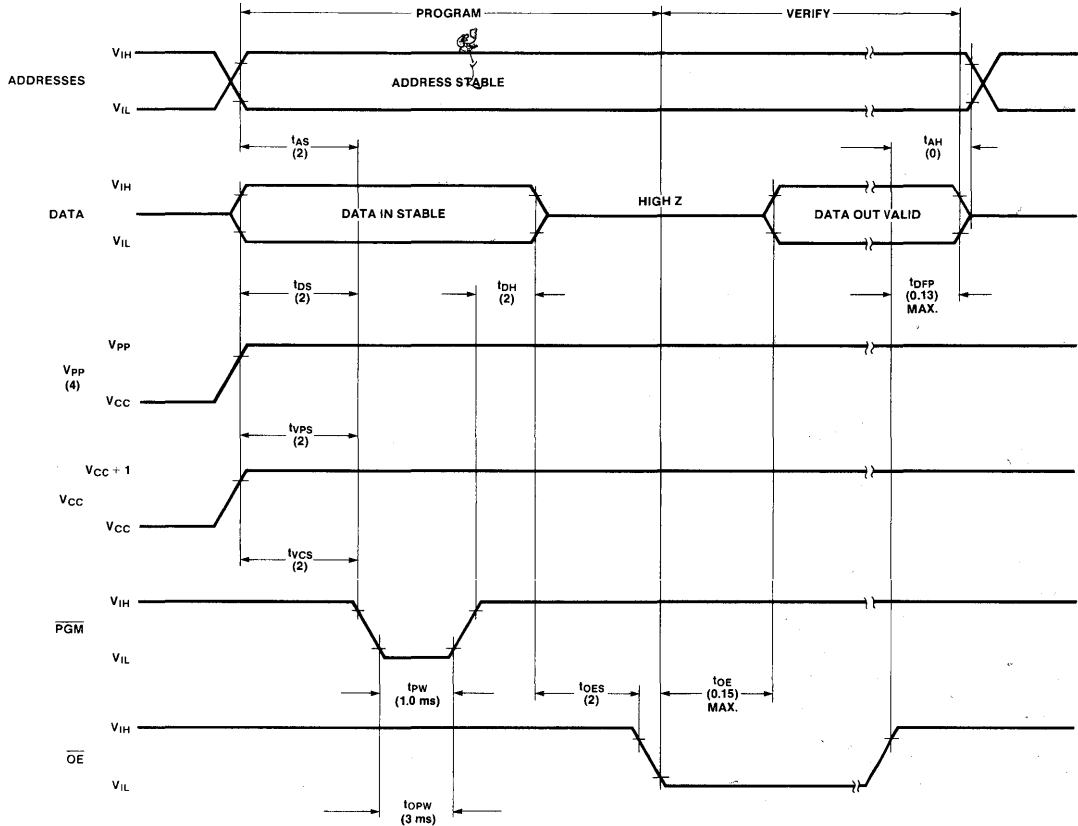 PROGRAM
VERIFY
VIH
ADDRESSES
ADDRESS STABLE
VIL
tAS
(2)
tAH
(0)
VIH
DATA
DATA IN STABLE
HIGH Z
DATA OUT VALID
VIL
tDS
(2)
tDH
(2)
tDFP
(0.13)
MAX.
VPP
VPP
(4)
VCC
tVPS
(2)
VCC + 1
VCC
VCC
tVCS
(2)
VIH
PGM
VIL
tPW
(1.0 ms)
tOES
(2)
tOE
(0.15)
MAX.
VIH
OE
VIL
tOPW
(3 ms)